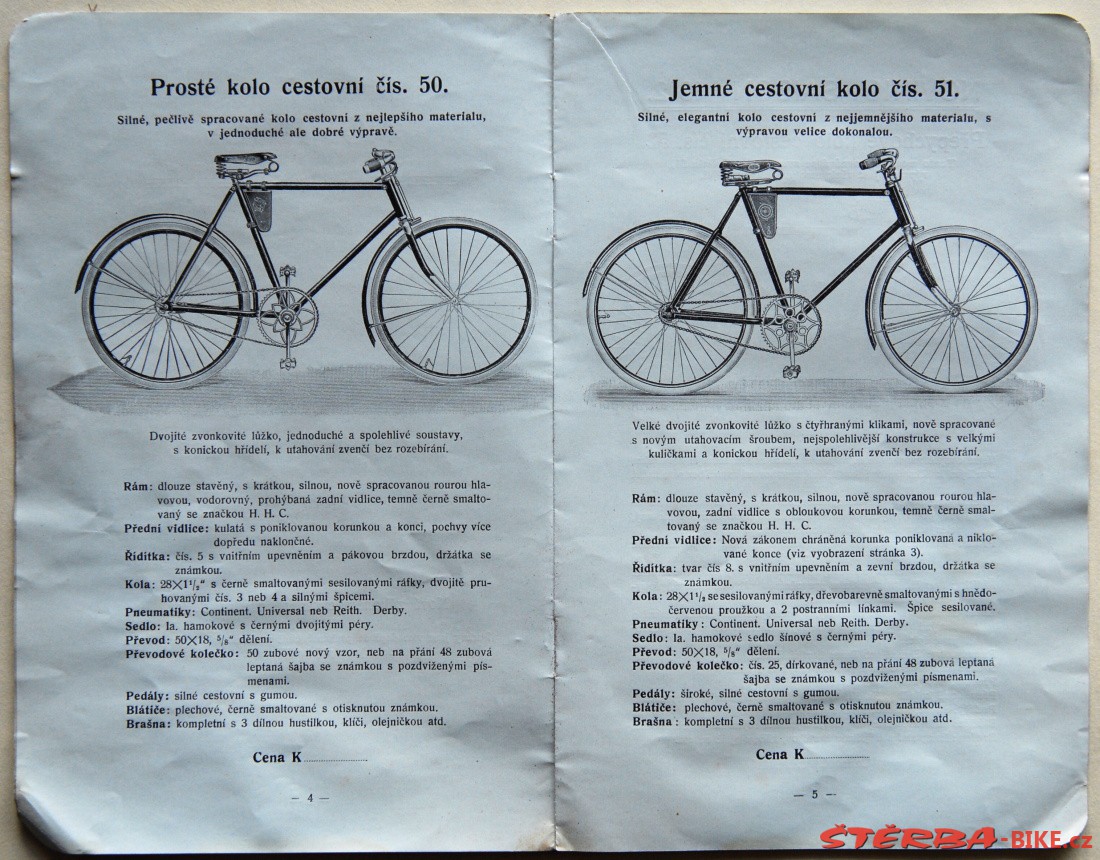 Prosté kolo cestovní čís. 50.
Silné, pečlivě spracované kolo cestovní z nejlepšího materialu,
v jednoduché ale dobré výpravě.
Dvojité zvonkovité lůžko, jednoduché a spolehlivé soustavy,
s konickou hřídelí, k utahování zvenčí bez rozebírání.
Rám: dlouze stavěný, s krátkou, silnou, nově spracovanou rourou hla-
vovou, vodorovný, prohýbaná zadní vidlice, temně černě smalto-
vaný se značkou H. H. C.
Přední vidlice: kulatá s poniklovanou korunkou a konci, pochvy více
dopředu nakloněné.
Řidítka: čís. 5 s vnitřním upevněním a pákovou brzdou, držátka se
známkou.
Kola: 28×1½“ s černě smaltovanými sesilovanými ráfky, dvojitě pru-
hovanými čís. 3 neb 4 a silnými špicemi.
Pneumatiky: Continent. Universal neb Reith. Derby.
Sedlo: Ia. hamokové s černými dvojitými péry.
Převod: 50×18, ⁵/₈“ dělení.
Převodové kolečko: 50 zubové nový vzor, neb na přání 48 zubová
leptaná šajba se známkou s pozdviženými pís-
menami.
Pedály: silné cestovní s gumou.
Blátiče: plechové, černě smaltované s otisknutou známkou.
Brašna: kompletní s 3 dílnou hustilkou, klíči, olejničkou atd.
Cena K
— 4 —
Jemné cestovní kolo čís. 51.
Silné, elegantní kolo cestovní z nejjemnějšího materialu, s
výpravou velice dokonalou.
Velké dvojité zvonkovité lůžko s čtyřhranými klikami, nově spracované
s novým utahovacím šroubem, nejspolehlivější konstrukce s velkými
kuličkami a konickou hřídelí, k utahování zvenčí bez rozebírání.
Rám: dlouze stavěný, s krátkou, silnou, nově spracovanou rourou hla-
vovou, zadní vidlice s obloukovou korunkou, temně černě smal-
tovaný se značkou H. H. C.
Přední vidlice: Nová zákonem chráněná korunka poniklovaná a niklo-
vané konce (viz vyobrazení stránka 3).
Řidítka: tvar čís 8. s vnitřním upevněním a zevní brzdou, držátka se
známkou.
Kola: 28×1½ se sesilovanými ráfky, dřevobarevně smaltovanými s hnědo-
červenou proužkou a 2 postranními línkami. Špice sesilované.
Pneumatiky: Continent. Universal neb Reith. Derby.
Sedlo: Ia. hamokové sedlo šínové s černými péry.
Převod: 50×18, ⁵/₈“ dělení.
Převodové kolečko: čís. 25, dírkované, neb na přání 48 zubová leptaná
šajba se známkou s pozdviženými písmenami.
Pedály: široké, silné cestovní s gumou.
Blátiče: plechové, černě smaltované s otisknutou známkou.
Brašna: kompletní s 3 dílnou hustilkou, klíči, olejničkou atd.
Cena K
— 5 —
ŠTĚRBA-BIKE.cz